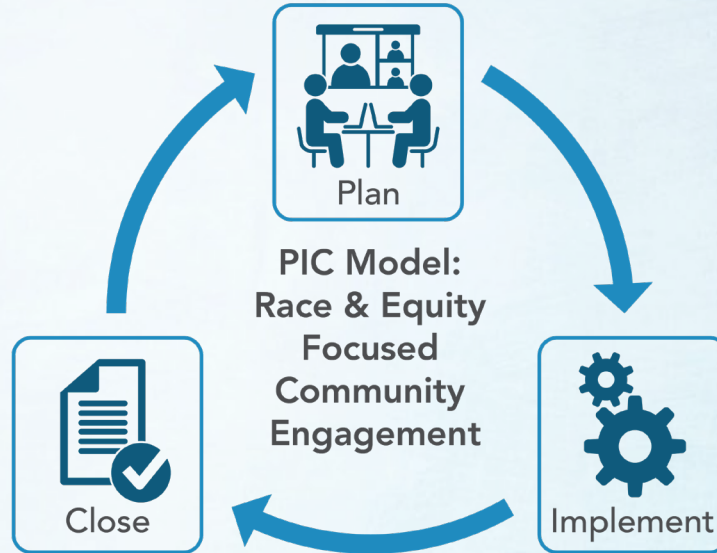 Plan
PIC Model:
Race & Equity
Focused
Community
Engagement
Close
Implement